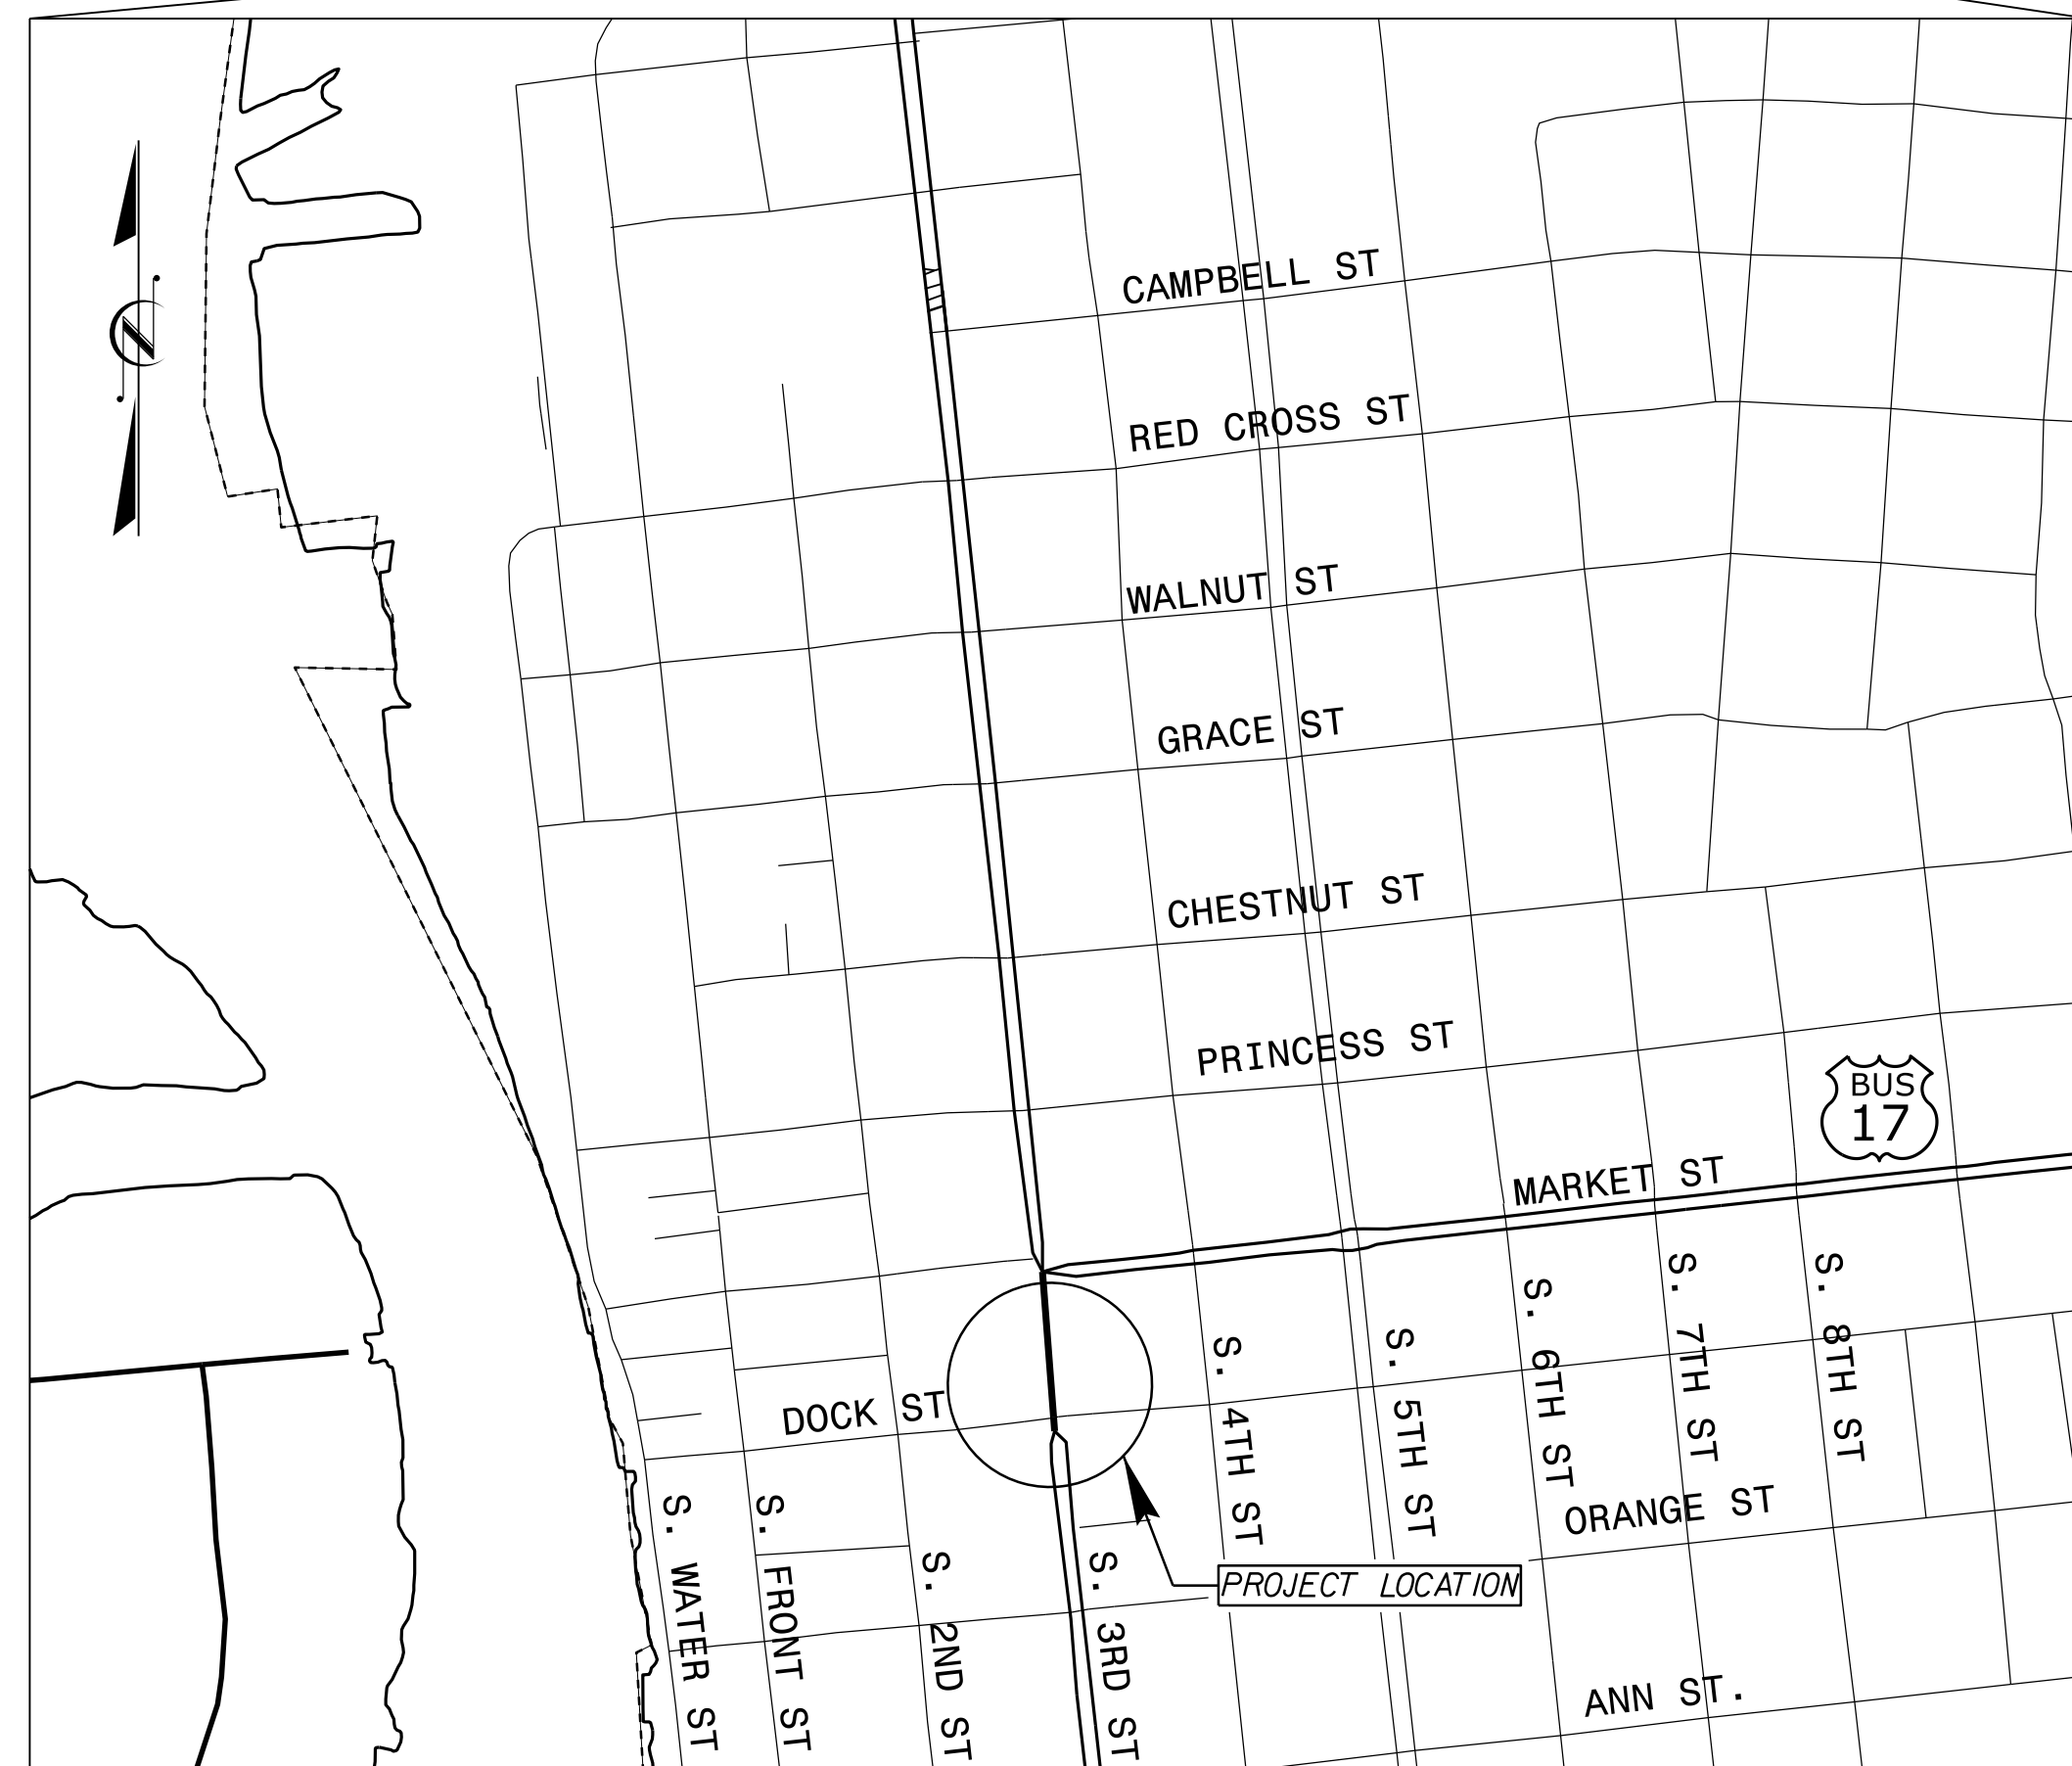 CAMPBELL ST
N
RED CROSS ST
WALNUT ST
GRACE ST
CHESTNUT ST
PRINCESS ST
BUS
17
MARKET ST
DOCK ST
S. WATER ST
S. FRONT ST
S. 2ND ST
S. 3RD ST
S. 4TH ST
S. 5TH ST
S. 6TH ST
S. 7TH ST
S. 8TH ST
ORANGE ST
PROJECT LOCATION
ANN ST.